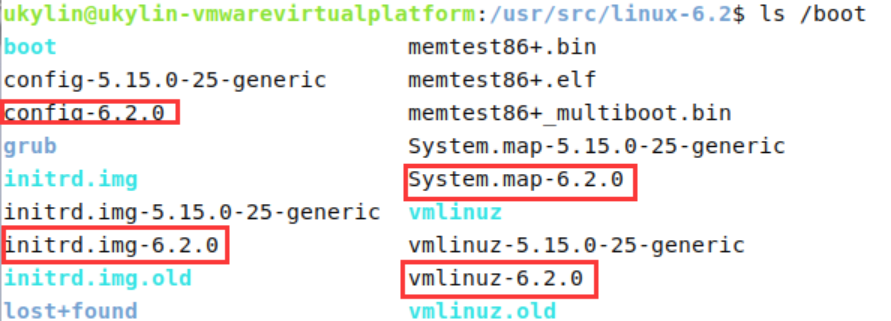 ukylin@ukylin-vmwarevirtualplatform:/usr/src/linux-6.2$ ls /boot
boot memtest86+.bin
config-5.15.0-25-generic memtest86+.elf
config-6.2.0 memtest86+_multiboot.bin
grub System.map-5.15.0-25-generic
initrd.img System.map-6.2.0
initrd.img-5.15.0-25-generic vmlinuz
initrd.img-6.2.0 vmlinuz-5.15.0-25-generic
initrd.img.old vmlinuz-6.2.0
lost+found vmlinuz.old